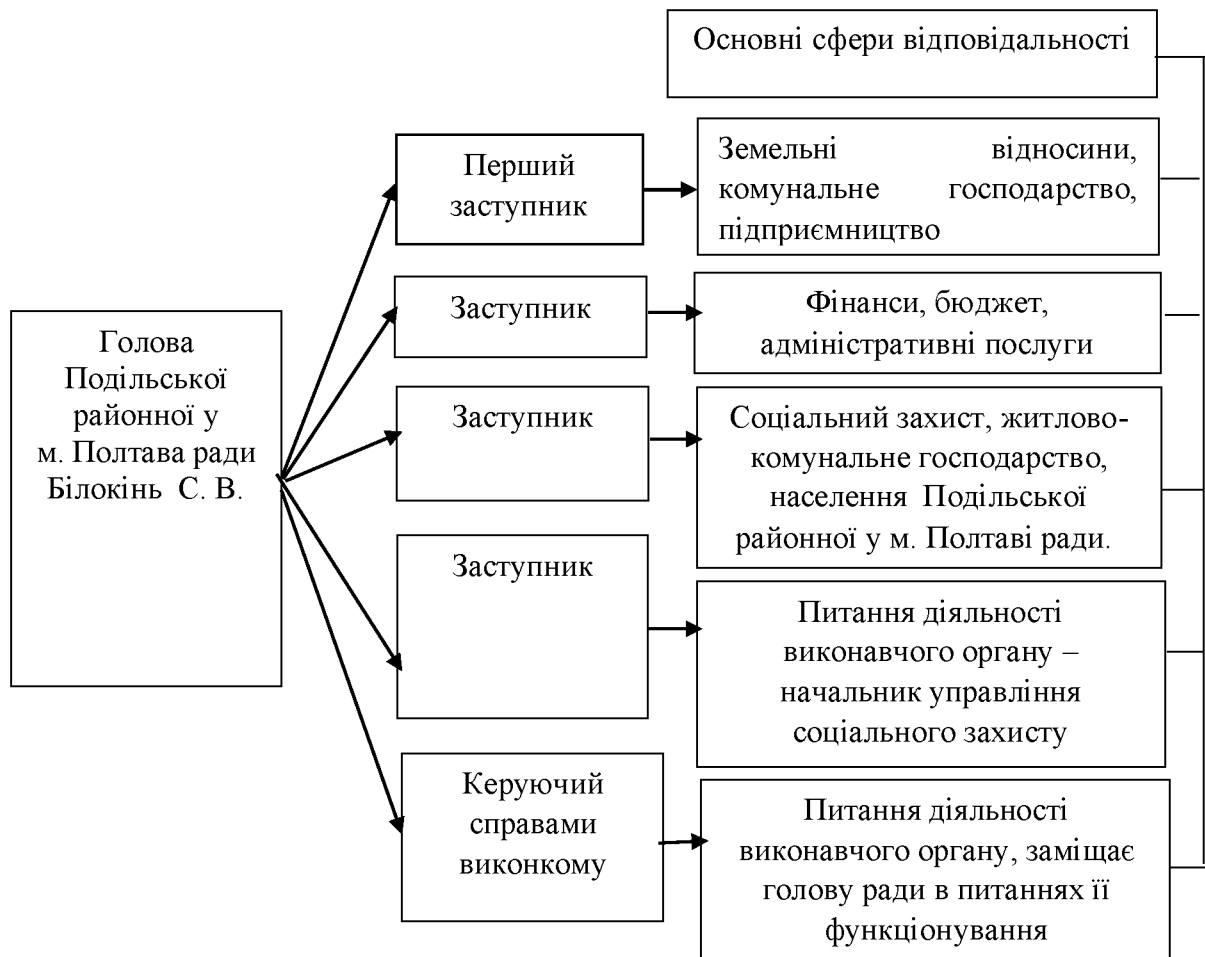 Основні сфери відповідальності
Перший
заступник
Земельні відносини,
комунальне господарство,
підприємництво
Заступник
Фінанси, бюджет,
адміністративні послуги
Голова
Подільської
районної у
м. Полтава ради
Білокінь С. В.
Заступник
Соціальний захист, житлово-
комунальне господарство,
населення Подільської
районної у м. Полтаві ради.
Заступник
Питання діяльності
виконавчого органу –
начальник управління
соціального захисту
Керуючий
справами
виконкому
Питання діяльності
виконавчого органу, заміщає
голову ради в питаннях її
функціонування